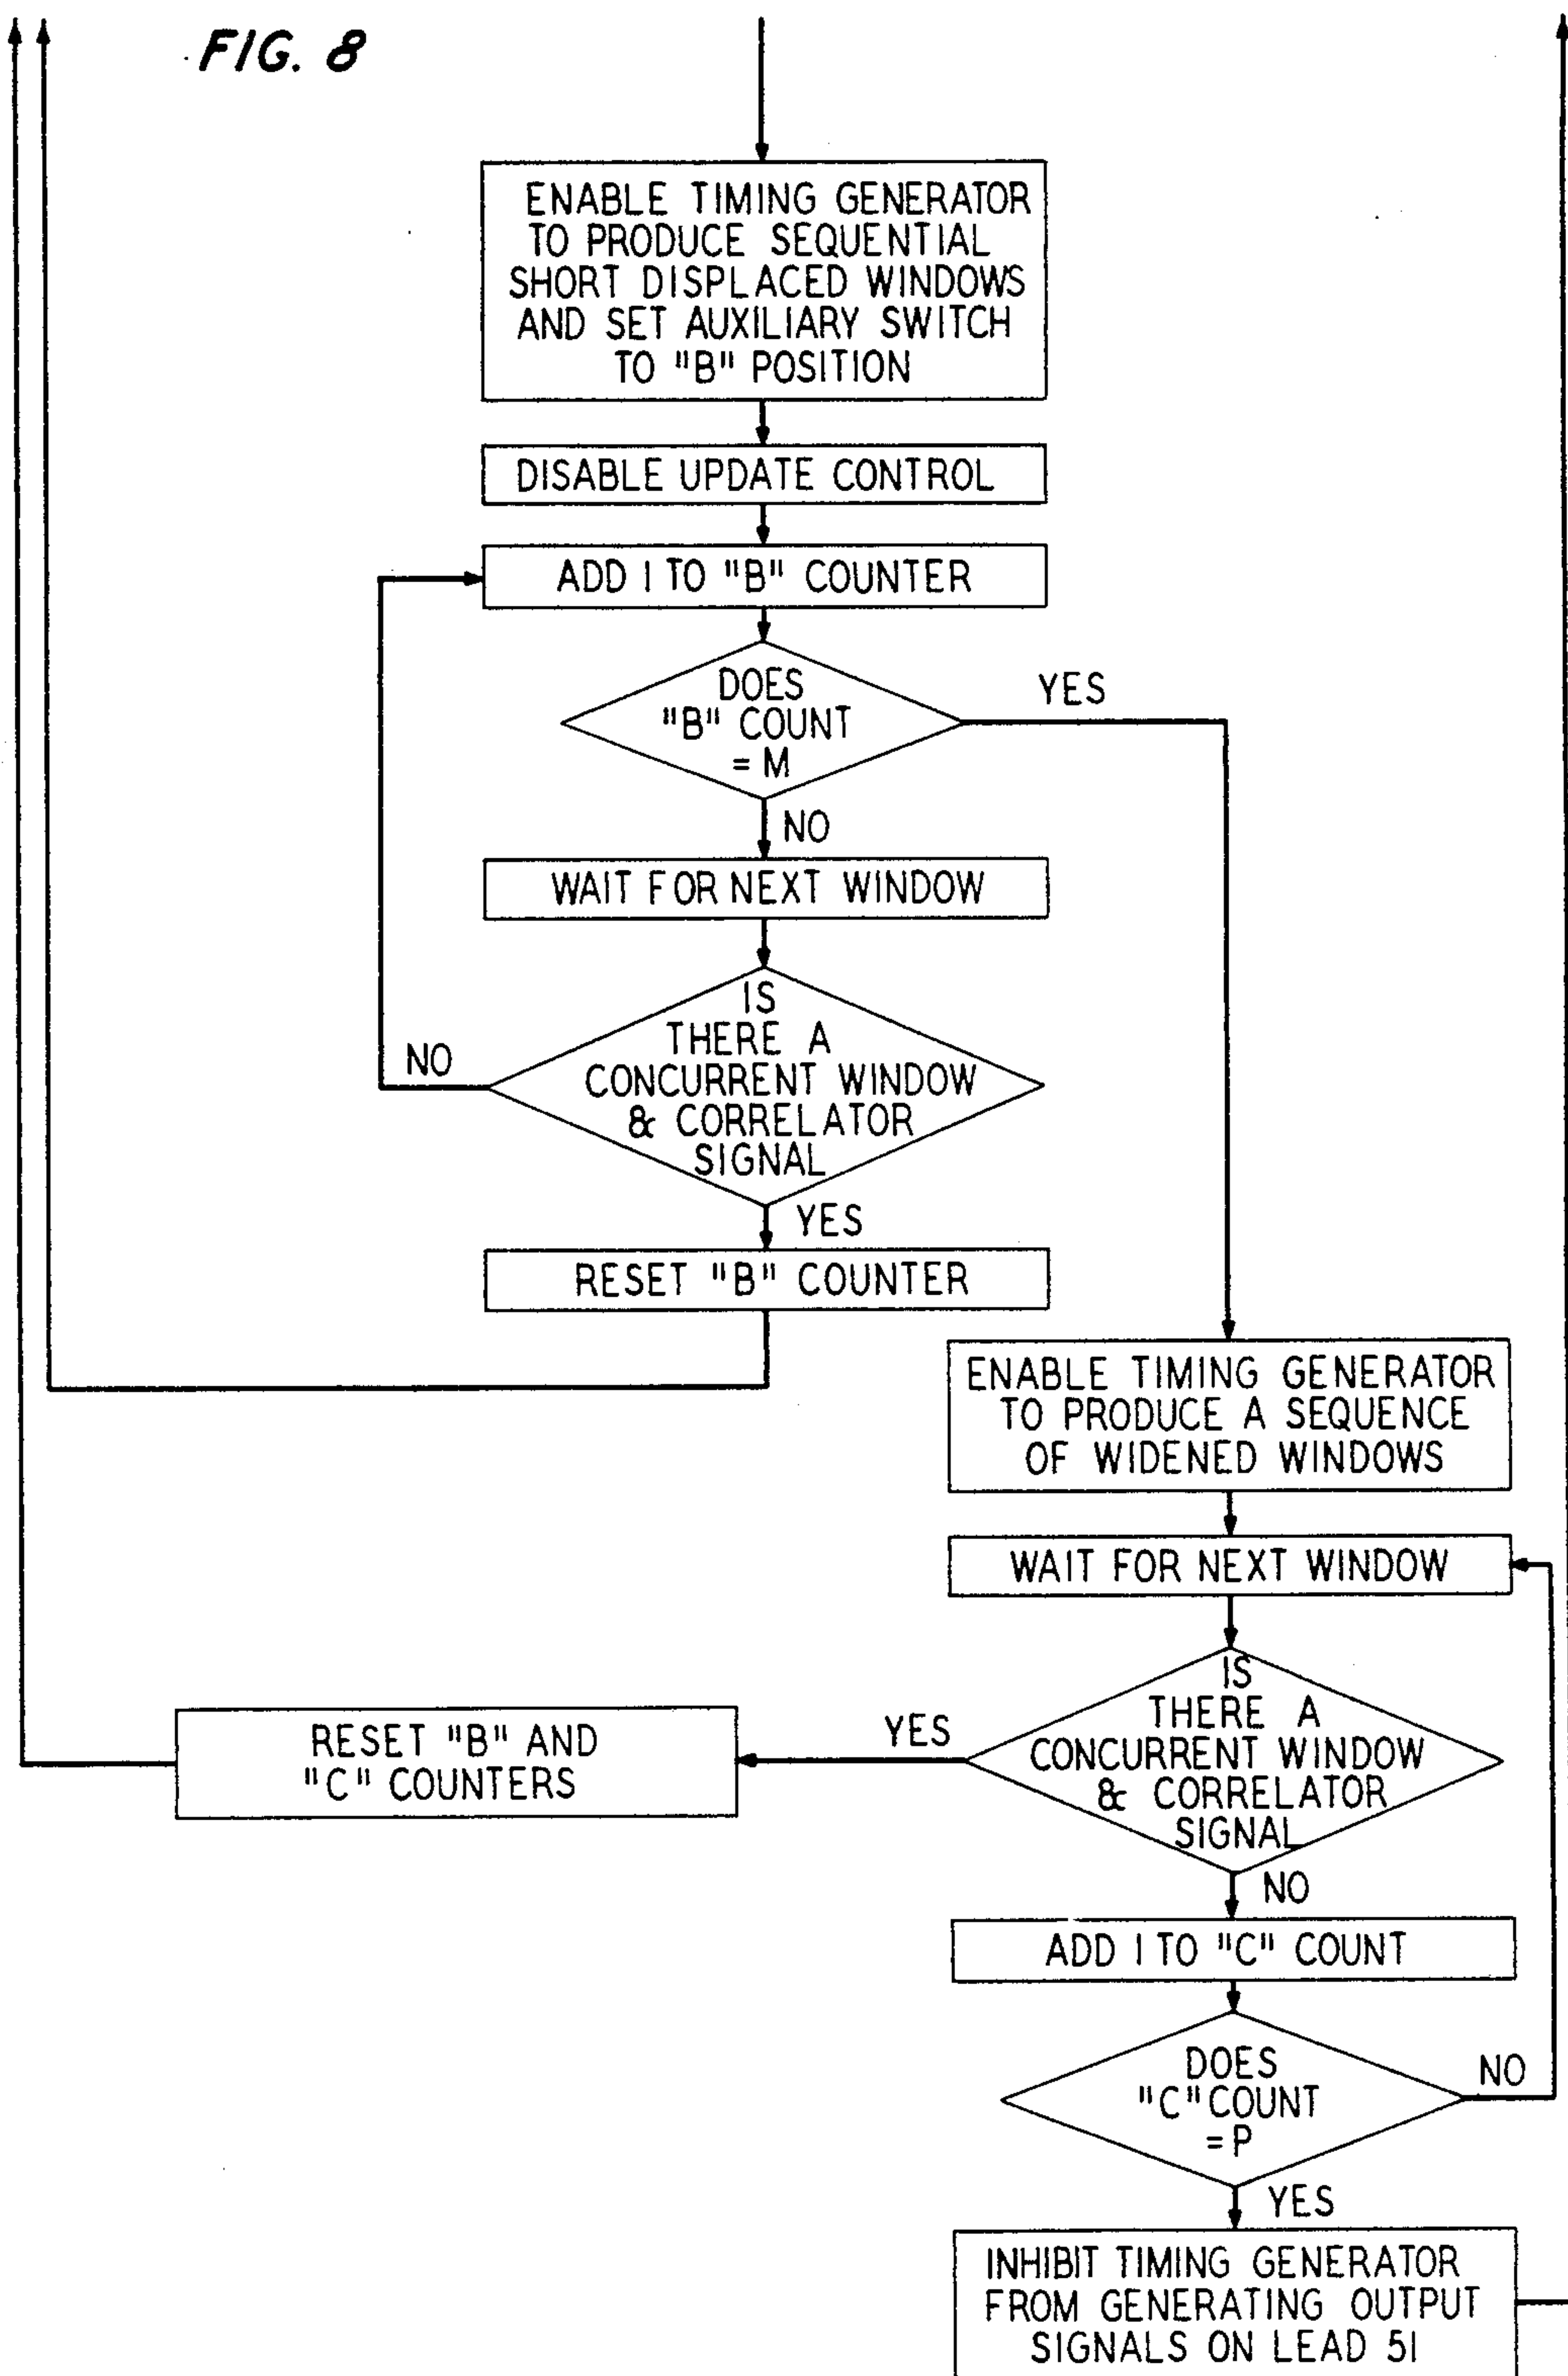 FIG. 8
ENABLE TIMING GENERATOR
TO PRODUCE SEQUENTIAL
SHORT DISPLACED WINDOWS
AND SET AUXILIARY SWITCH
TO "B" POSITION
DISABLE UPDATE CONTROL
ADD 1 TO "B" COUNTER
DOES
"B" COUNT
= M
YES
NO
WAIT FOR NEXT WINDOW
IS
THERE A
CONCURRENT WINDOW
& CORRELATOR
SIGNAL
NO
YES
RESET "B" COUNTER
ENABLE TIMING GENERATOR
TO PRODUCE A SEQUENCE
OF WIDENED WINDOWS
WAIT FOR NEXT WINDOW
IS
THERE A
CONCURRENT WINDOW
& CORRELATOR
SIGNAL
YES
RESET "B" AND
"C" COUNTERS
NO
ADD 1 TO "C" COUNT
DOES
"C" COUNT
= P
NO
YES
INHIBIT TIMING GENERATOR
FROM GENERATING OUTPUT
SIGNALS ON LEAD 51